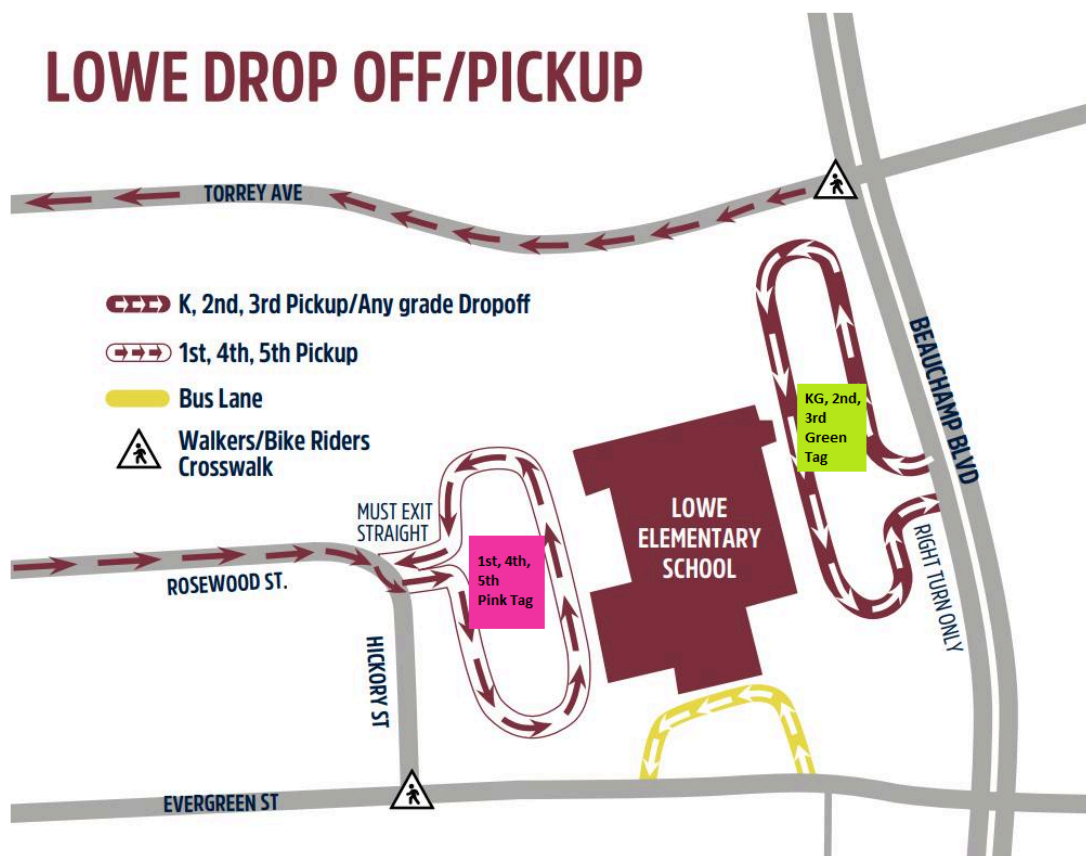 LOWE DROP OFF/PICKUP
TORREY AVE
K, 2nd, 3rd Pickup/Any grade Dropoff
1st, 4th, 5th Pickup
Bus Lane
Walkers/Bike Riders
Crosswalk
BEAUCHAMP BLVD
KG, 2nd,
3rd
Green
Tag
MUST EXIT
STRAIGHT
LOWE
ELEMENTARY
SCHOOL
1st, 4th,
5th
Pink Tag
RIGHT TURN ONLY
ROSEWOOD ST.
HICKORY ST
EVERGREEN ST